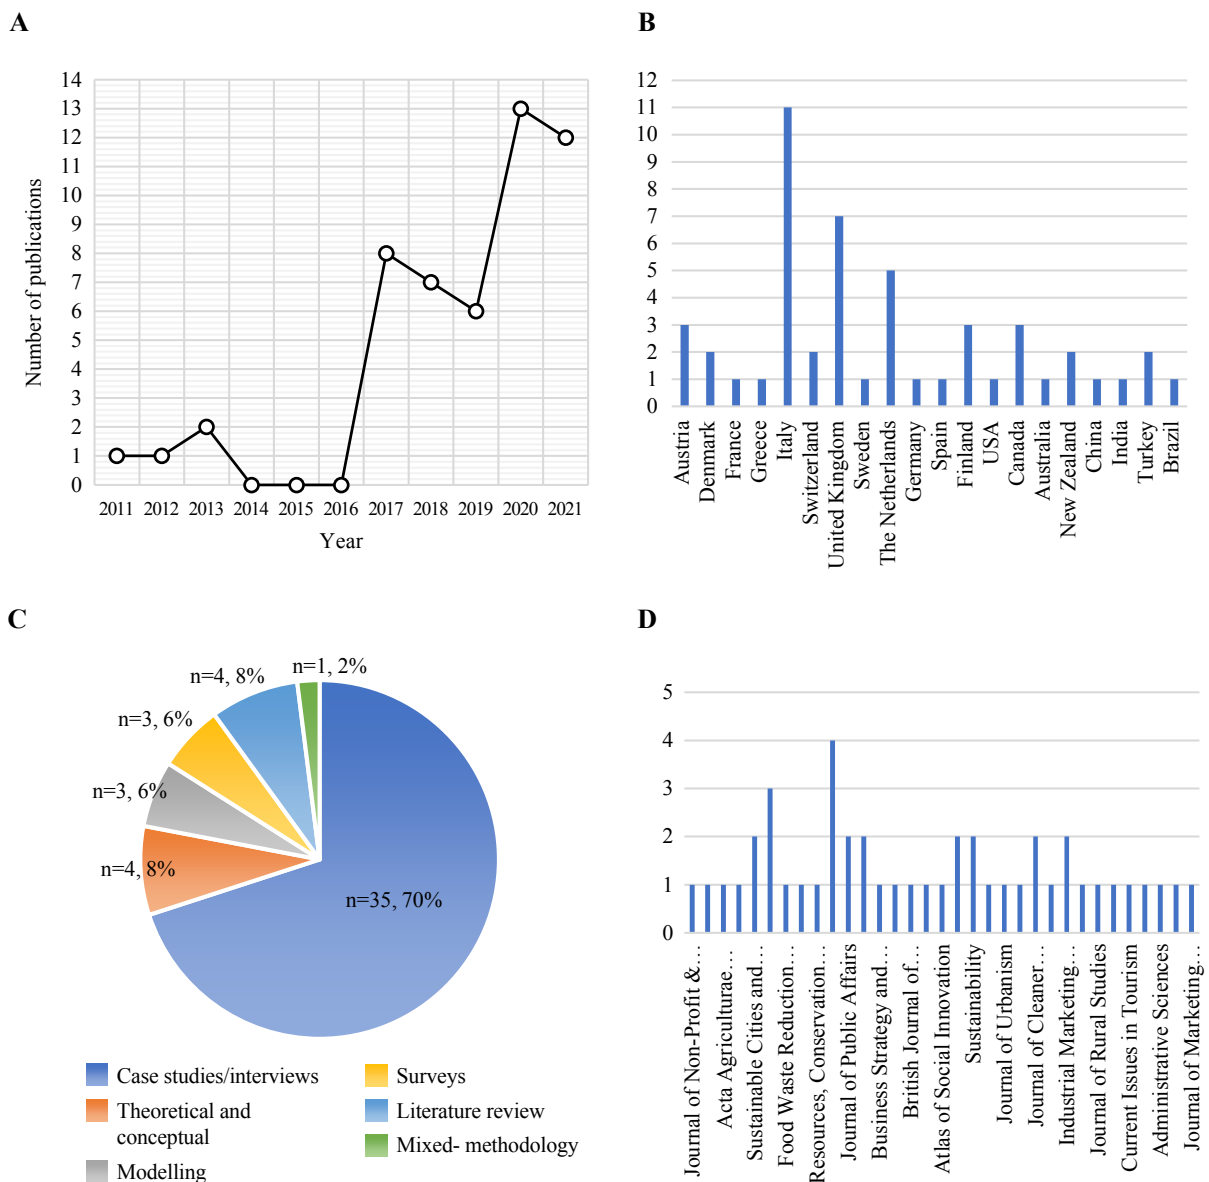 A
14
13
12
11
10
9
8
7
6
5
4
3
2
1
0
Number of publications
2011 2012 2013 2014 2015 2016 2017 2018 2019 2020 2021
Year
B
12
11
10
9
8
7
6
5
4
3
2
1
0
Austria
Denmark
France
Greece
Italy
Switzerland
United Kingdom
Sweden
The Netherlands
Germany
Spain
Finland
USA
Canada
Australia
New Zealand
China
India
Turkey
Brazil
C
n=1, 2%
n=4, 8%
n=3, 6%
n=3, 6%
n=4, 8%
n=35, 70%
Case studies/interviews
Theoretical and
conceptual
Modelling
Surveys
Literature review
Mixed- methodology
D
5
4
3
2
1
0
Journal of Non-Profit &…
Acta Agriculturae…
Sustainable Cities and…
Food Waste Reduction…
Resources, Conservation…
Journal of Public Affairs
Business Strategy and…
British Journal of…
Atlas of Social Innovation
Sustainability
Journal of Urbanism
Journal of Cleaner…
Industrial Marketing…
Journal of Rural Studies
Current Issues in Tourism
Administrative Sciences
Journal of Marketing…